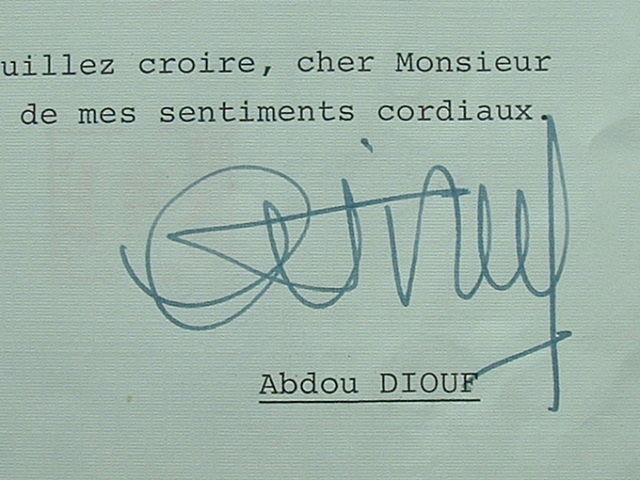 uillez croire, cher Monsieur
de mes sentiments cordiaux.
Abdou DIOUF